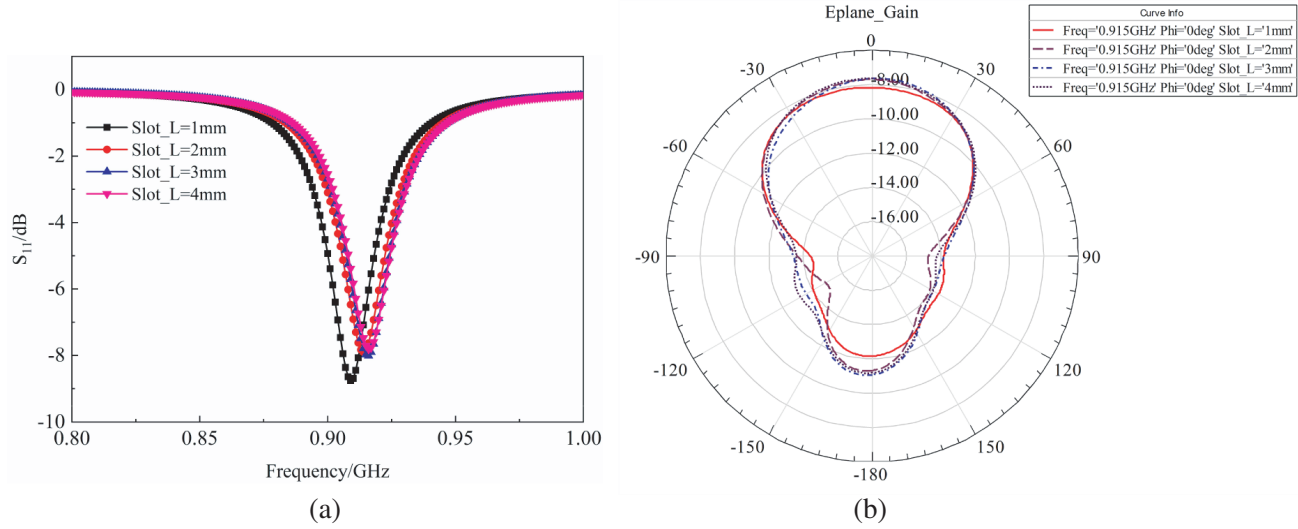 0
-2
-4
-6
-8
-10
S11/dB
Slot_L=1mm
Slot_L=2mm
Slot_L=3mm
Slot_L=4mm
0.80
0.85
0.90
0.95
1.00
Frequency/GHz
(a)
Eplane_Gain
0
30
60
90
120
150
-180
-150
-120
-90
-60
-30
-8.00
-10.00
-12.00
-14.00
-16.00
Curve Info
Freq='0.915GHz' Phi='0deg' Slot_L='1mm'
Freq='0.915GHz' Phi='0deg' Slot_L='2mm'
Freq='0.915GHz' Phi='0deg' Slot_L='3mm'
Freq='0.915GHz' Phi='0deg' Slot_L='4mm'
(b)